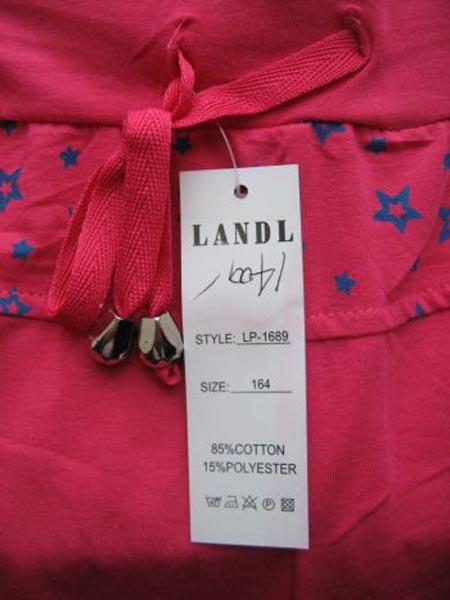 LANDL
1400,-
STYLE: LP-1689
SIZE: 164
85%COTTON
15%POLYESTER